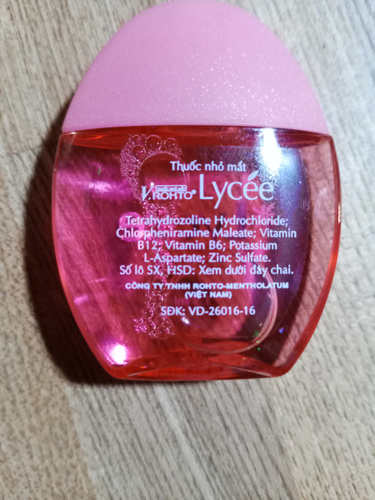 Thuốc nhỏ mắt
V.ROHTO® Lycée
Tetrahydrozoline Hydrochloride;
Chlorpheniramine Maleate; Vitamin
B12; Vitamin B6; Potassium
L-Aspartate; Zinc Sulfate.
Số lô SX, HSD: Xem dưới đáy chai.
CÔNG TY TNHH ROHTO-MENTHOLATUM
(VIỆT NAM)
SĐK: VD-26016-16